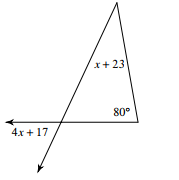 x + 23
80°
4x + 17